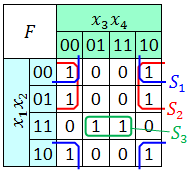 F x₃x₄
00 01 11 10
x₁x₂ 00 1 0 0 1 S₁
01 1 0 0 1 S₂
11 0 1 1 0 S₃
10 1 0 0 1